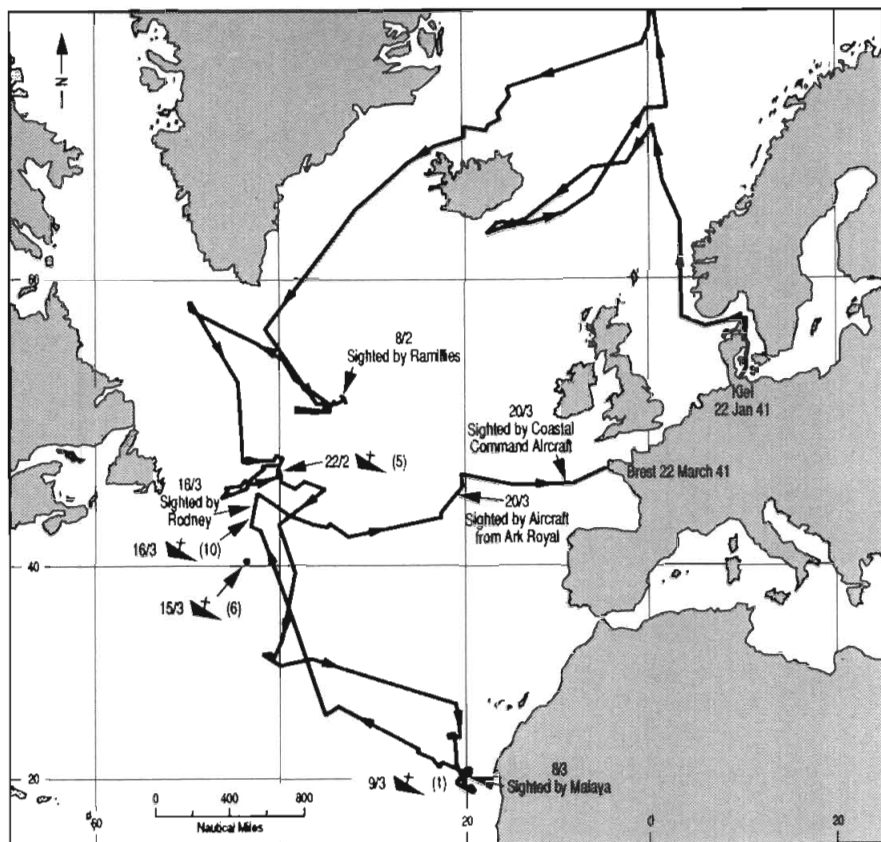 N
60
8/2
Sighted by Ramillies
Kiel
22 Jan 41
20/3
Sighted by Coastal
Command Aircraft
22/2 (5)
Brest 22 March 41
16/3
Sighted by
Rodney
20/3
Sighted by Aircraft
from Ark Royal
16/3 (10)
40
15/3 (6)
8/3
Sighted by Malaya
20
9/3 (1)
0 400 800
Nautical Miles
60
20
0
20